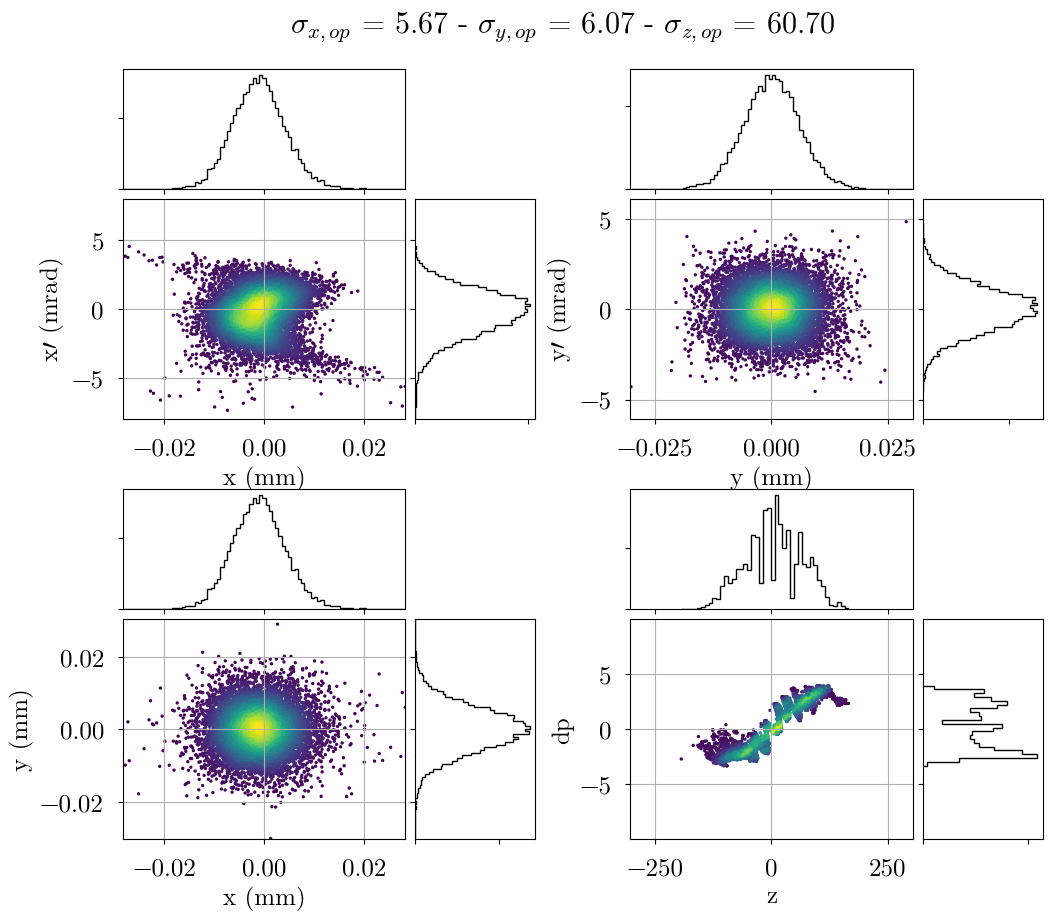 σx,op = 5.67 - σy,op = 6.07 - σz,op = 60.70
5
0
−5
x′ (mrad)
−0.02 0.00 0.02
x (mm)
5
0
−5
y′ (mrad)
−0.025 0.000 0.025
y (mm)
0.02
0.00
−0.02
y (mm)
−0.02 0.00 0.02
x (mm)
5
0
−5
dp
−250 0 250
z